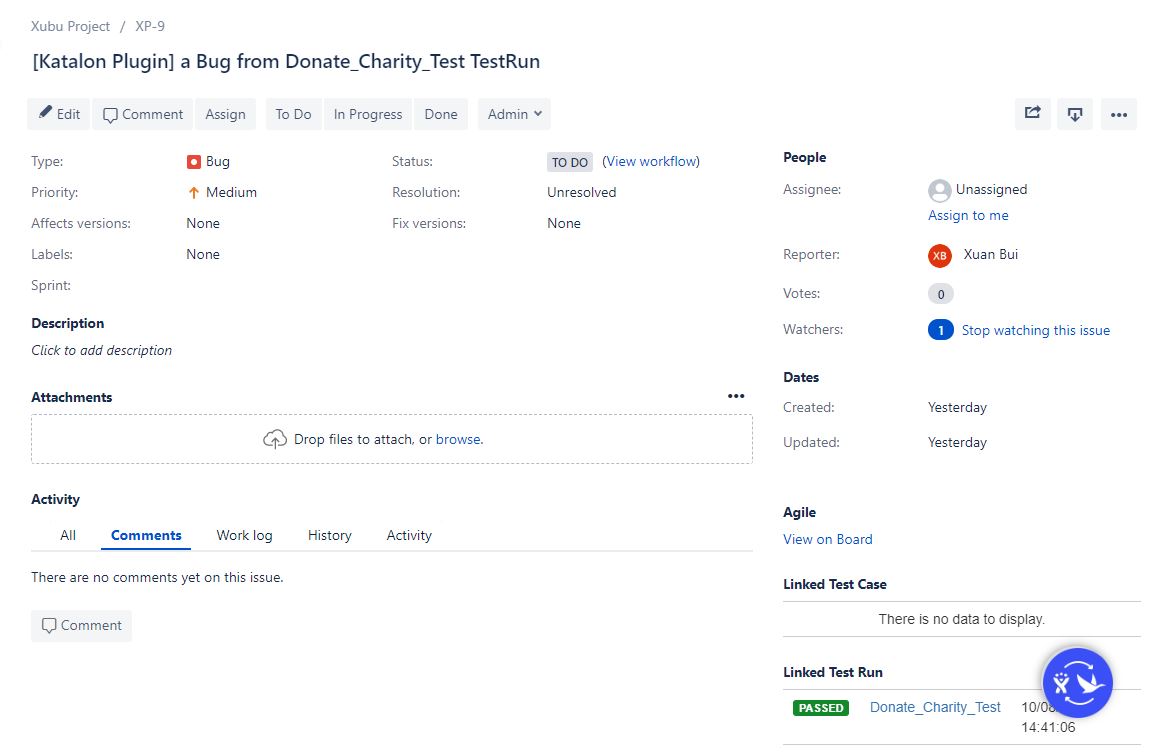 Xubu Project / XP-9
[Katalon Plugin] a Bug from Donate_Charity_Test TestRun
Edit Comment Assign To Do In Progress Done Admin
Type: Bug
Priority: Medium
Affects versions: None
Labels: None
Sprint:
Status: TO DO (View workflow)
Resolution: Unresolved
Fix versions: None
Description
Click to add description
Attachments
Drop files to attach, or browse.
Activity
All Comments Work log History Activity
There are no comments yet on this issue.
Comment
People
Assignee: Unassigned
Assign to me
Reporter: XB Xuan Bui
Votes: 0
Watchers: 1 Stop watching this issue
Dates
Created: Yesterday
Updated: Yesterday
Agile
View on Board
Linked Test Case
There is no data to display.
Linked Test Run
PASSED Donate_Charity_Test
14:41:06